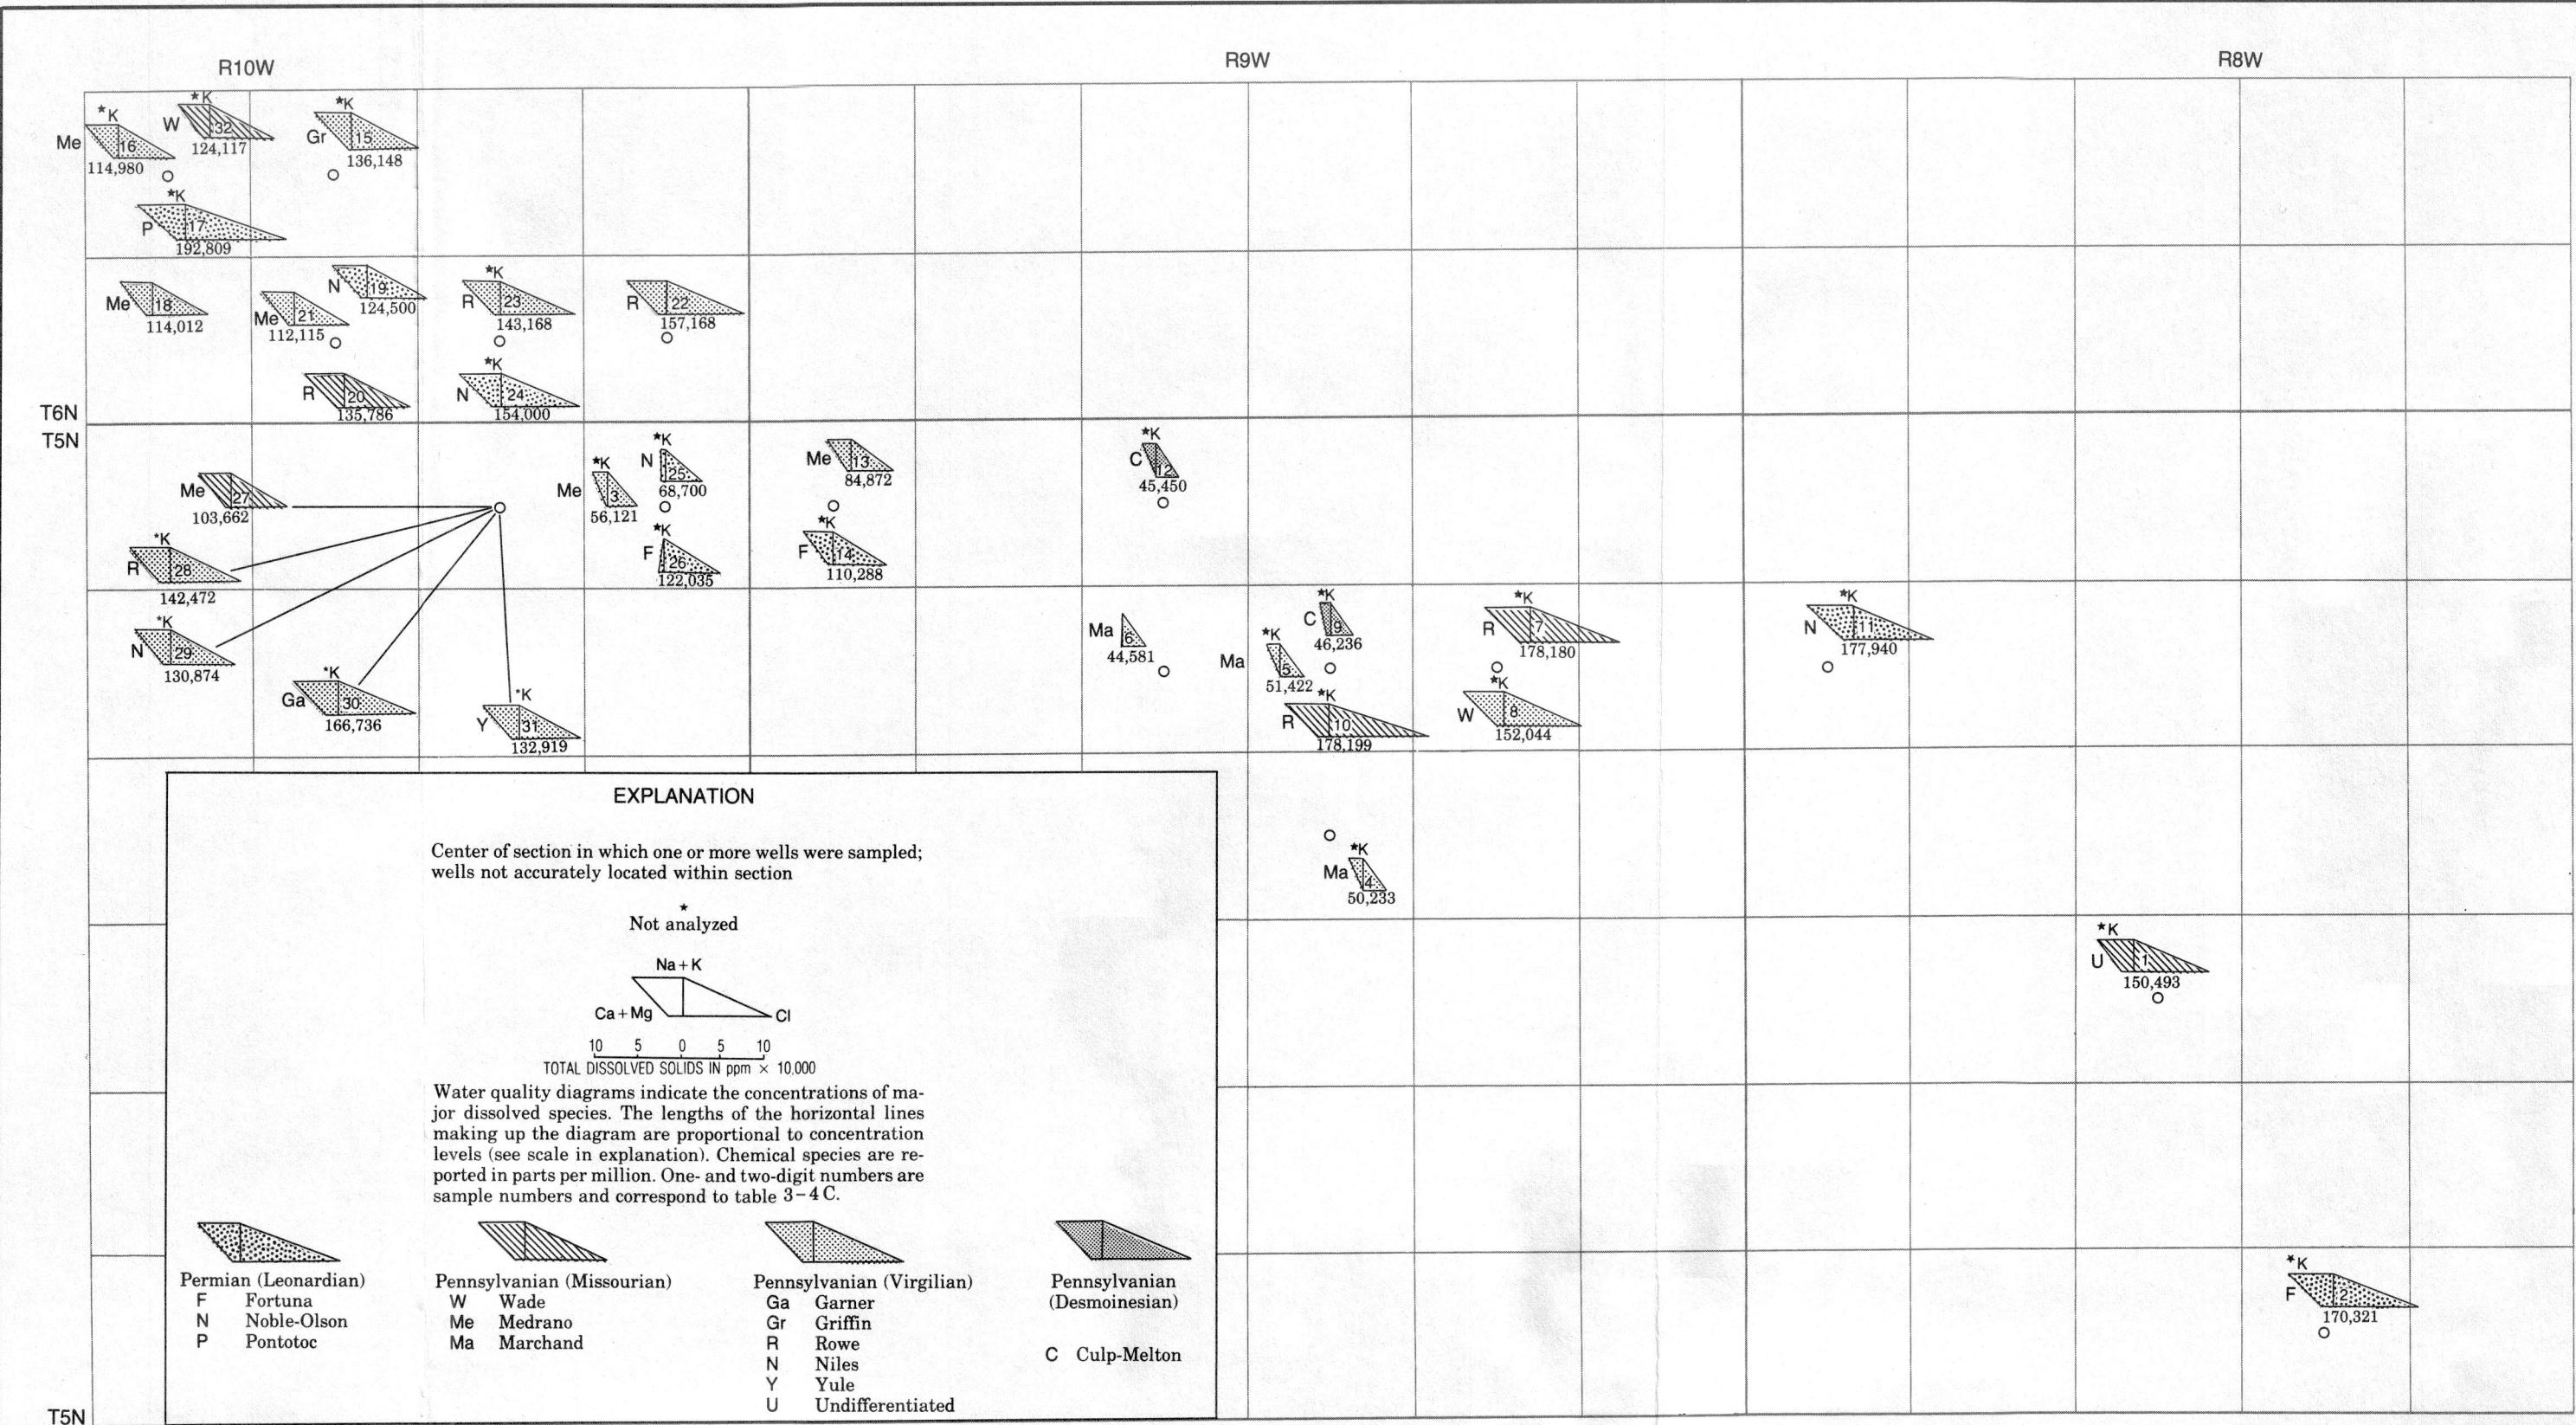 R10W
R9W
R8W
★K
Me
16
114,980
★K
W
32
124,117
★K
Gr
15
136,148
★K
P
17
192,809
Me
18
114,012
Me
21
112,115
N
19
124,500
★K
R
23
143,168
R
22
157,168
R
20
135,786
★K
N
24
154,000
T6N
T5N
Me
27
103,662
★K
R
28
142,472
★K
N
29
130,874
★K
Ga
30
166,736
★K
Y
31
132,919
★K
Me
3
56,121
★K
N
25
68,700
★K
F
26
122,035
Me
13
84,872
★K
F
14
110,288
★K
C
12
45,450
Ma
6
44,581
★K
Ma
5
51,422
★K
C
9
46,236
★K
R
10
178,199
★K
R
7
178,180
★K
W
8
152,044
★K
N
11
177,940
★K
Ma
4
50,233
★K
U
1
150,493
★K
F
2
170,321
EXPLANATION
Center of section in which one or more wells were sampled;
wells not accurately located within section
★
Not analyzed
Na+K
Ca+Mg
Cl
10 5 0 5 10
TOTAL DISSOLVED SOLIDS IN ppm × 10,000
Water quality diagrams indicate the concentrations of ma-
jor dissolved species. The lengths of the horizontal lines
making up the diagram are proportional to concentration
levels (see scale in explanation). Chemical species are re-
ported in parts per million. One- and two-digit numbers are
sample numbers and correspond to table 3-4 C.
Permian (Leonardian)
F Fortuna
N Noble-Olson
P Pontotoc
Pennsylvanian (Missourian)
W Wade
Me Medrano
Ma Marchand
Pennsylvanian (Virgilian)
Ga Garner
Gr Griffin
R Rowe
N Niles
Y Yule
U Undifferentiated
Pennsylvanian
(Desmoinesian)
C Culp-Melton
T5N